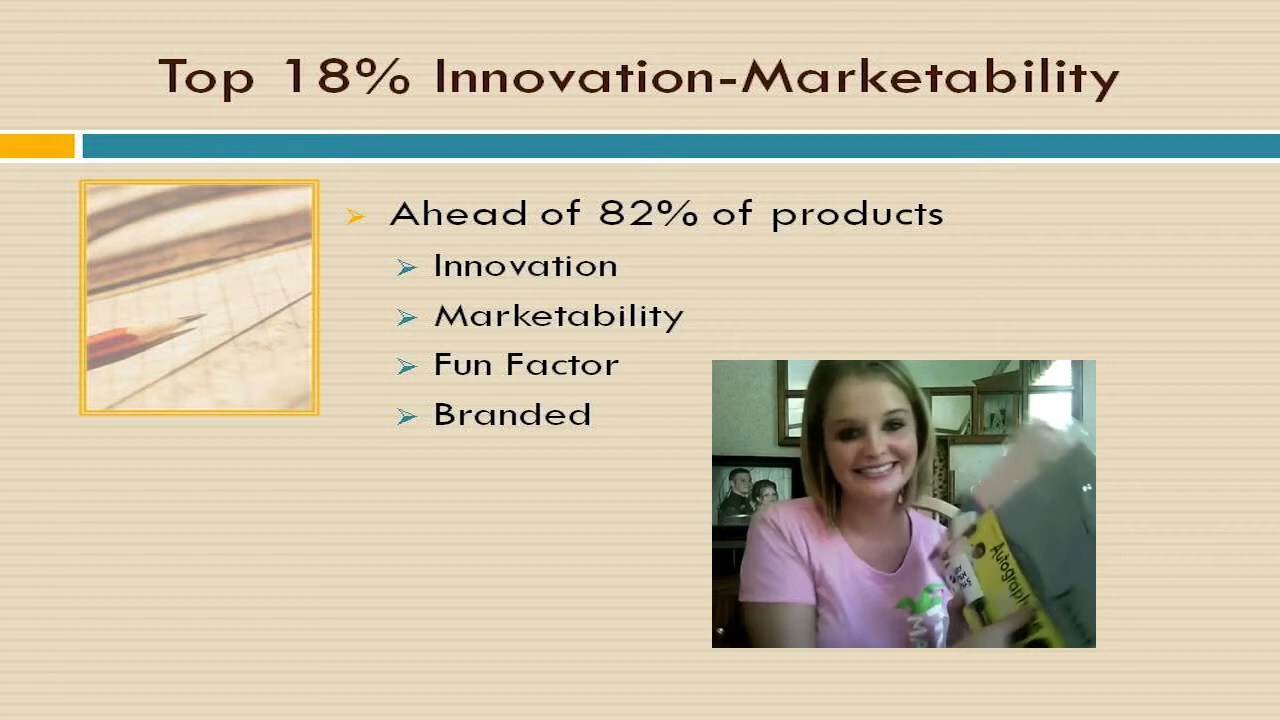 Top 18% Innovation-Marketability
Ahead of 82% of products
Innovation
Marketability
Fun Factor
Branded
Autograph